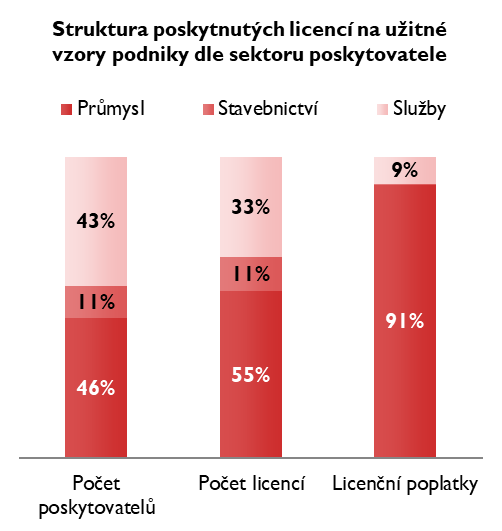 Struktura poskytnutých licencí na užitné
vzory podniky dle sektoru poskytovatele
Průmysl
Stavebnictví
Služby
43%
33%
9%
11%
11%
46%
55%
91%
Počet
poskytovatelů
Počet licencí
Licenční poplatky